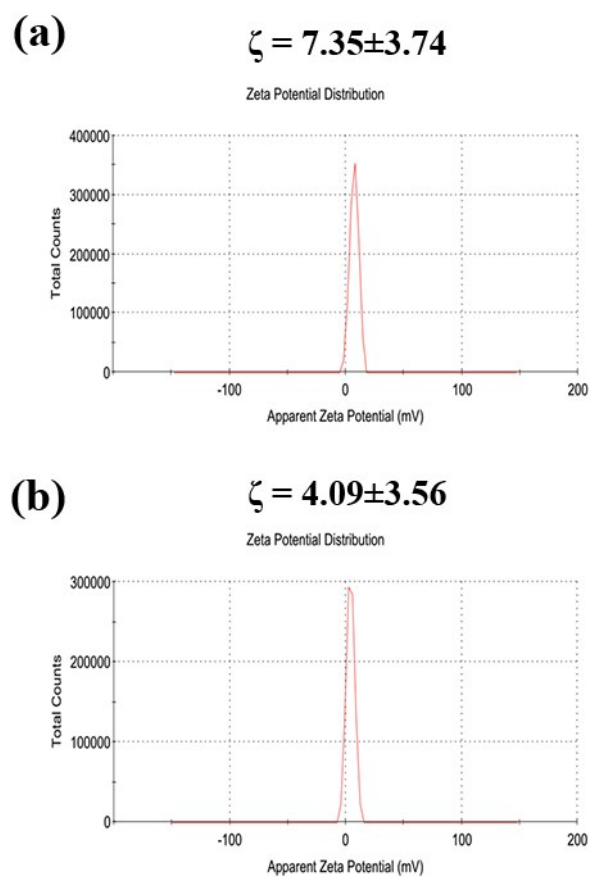 (a)
ζ = 7.35±3.74
Zeta Potential Distribution
400000
300000
200000
100000
0
Total Counts
-100
0
100
200
Apparent Zeta Potential (mV)
(b)
ζ = 4.09±3.56
Zeta Potential Distribution
300000
200000
100000
0
Total Counts
-100
0
100
200
Apparent Zeta Potential (mV)